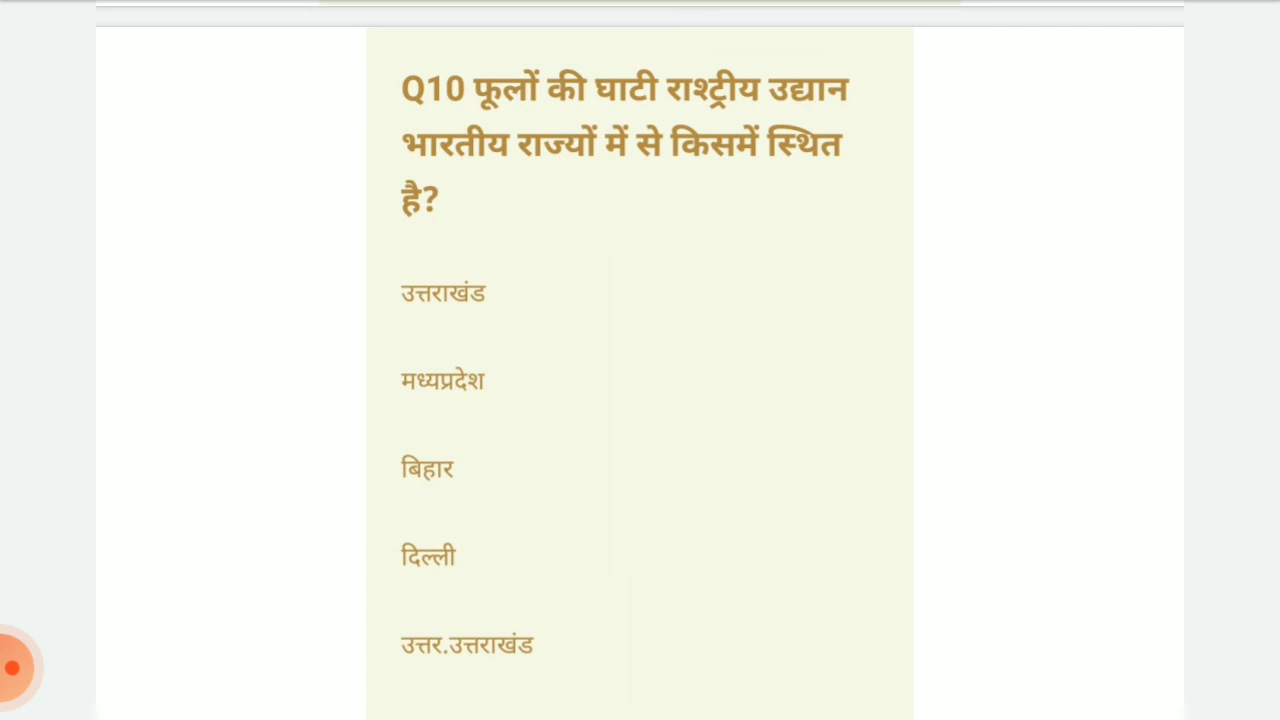 Q10 फूलों की घाटी राश्ट्रीय उद्यान
भारतीय राज्यों में से किसमें स्थित
है?
उत्तराखंड
मध्यप्रदेश
बिहार
दिल्ली
उत्तर.उत्तराखंड